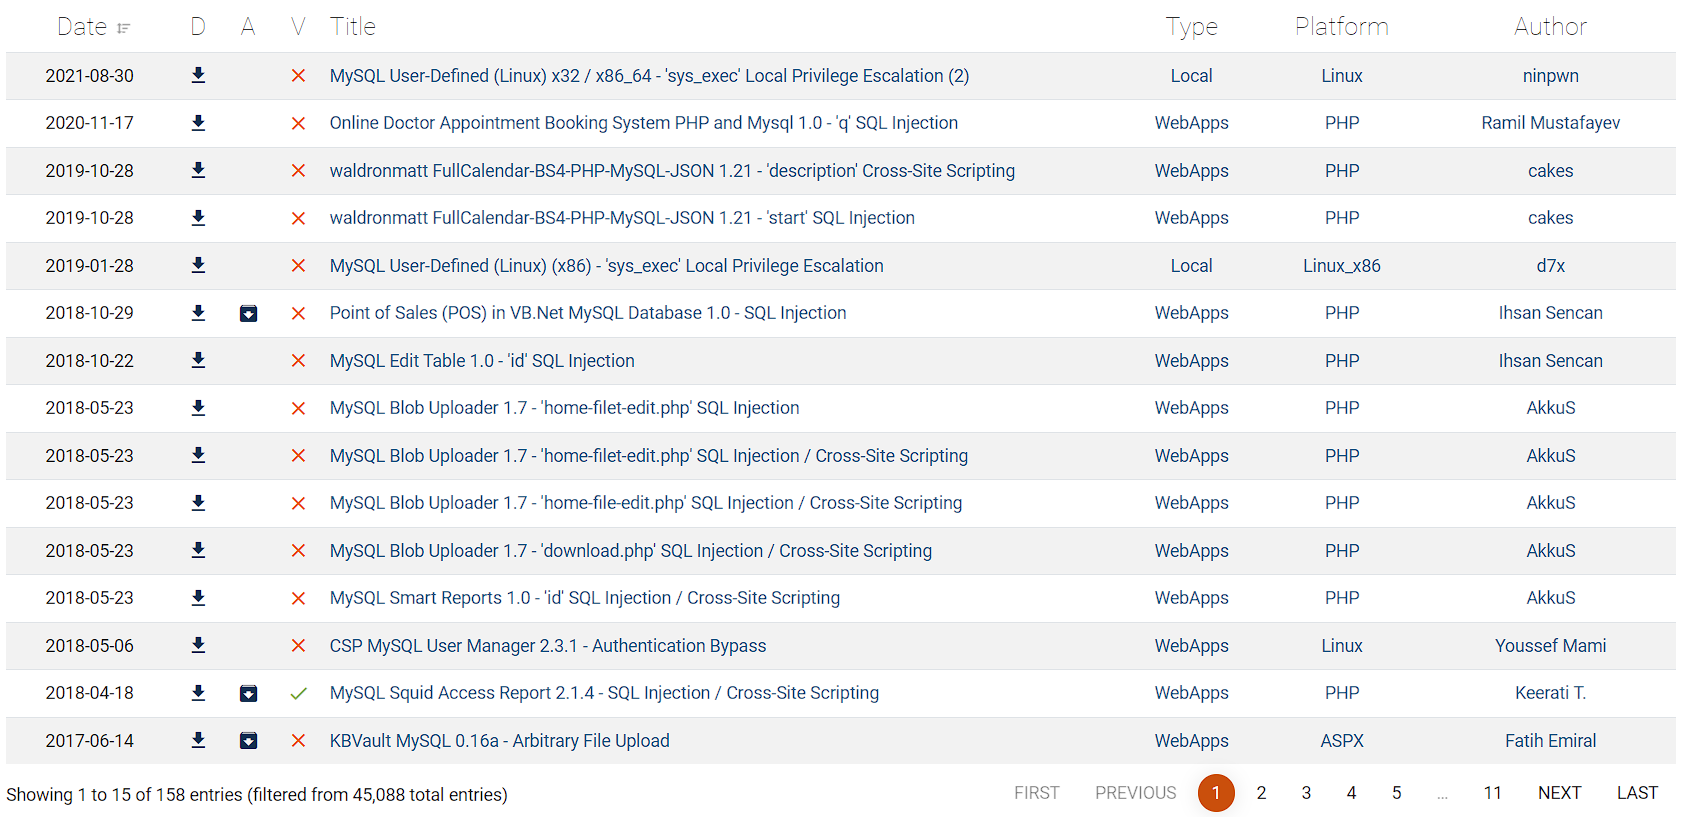 Date D A V Title Type Platform Author
2021-08-30 MySQL User-Defined (Linux) x32 / x86_64 - 'sys_exec' Local Privilege Escalation (2) Local Linux ninpwn
2020-11-17 Online Doctor Appointment Booking System PHP and Mysql 1.0 - 'q' SQL Injection WebApps PHP Ramil Mustafayev
2019-10-28 waldronmatt FullCalendar-BS4-PHP-MySQL-JSON 1.21 - 'description' Cross-Site Scripting WebApps PHP cakes
2019-10-28 waldronmatt FullCalendar-BS4-PHP-MySQL-JSON 1.21 - 'start' SQL Injection WebApps PHP cakes
2019-01-28 MySQL User-Defined (Linux) (x86) - 'sys_exec' Local Privilege Escalation Local Linux_x86 d7x
2018-10-29 Point of Sales (POS) in VB.Net MySQL Database 1.0 - SQL Injection WebApps PHP Ihsan Sencan
2018-10-22 MySQL Edit Table 1.0 - 'id' SQL Injection WebApps PHP Ihsan Sencan
2018-05-23 MySQL Blob Uploader 1.7 - 'home-filet-edit.php' SQL Injection WebApps PHP AkkuS
2018-05-23 MySQL Blob Uploader 1.7 - 'home-filet-edit.php' SQL Injection / Cross-Site Scripting WebApps PHP AkkuS
2018-05-23 MySQL Blob Uploader 1.7 - 'home-file-edit.php' SQL Injection / Cross-Site Scripting WebApps PHP AkkuS
2018-05-23 MySQL Blob Uploader 1.7 - 'download.php' SQL Injection / Cross-Site Scripting WebApps PHP AkkuS
2018-05-23 MySQL Smart Reports 1.0 - 'id' SQL Injection / Cross-Site Scripting WebApps PHP AkkuS
2018-05-06 CSP MySQL User Manager 2.3.1 - Authentication Bypass WebApps Linux Youssef Mami
2018-04-18 MySQL Squid Access Report 2.1.4 - SQL Injection / Cross-Site Scripting WebApps PHP Keerati T.
2017-06-14 KBVault MySQL 0.16a - Arbitrary File Upload WebApps ASPX Fatih Emiral
Showing 1 to 15 of 158 entries (filtered from 45,088 total entries) FIRST PREVIOUS 1 2 3 4 5 … 11 NEXT LAST